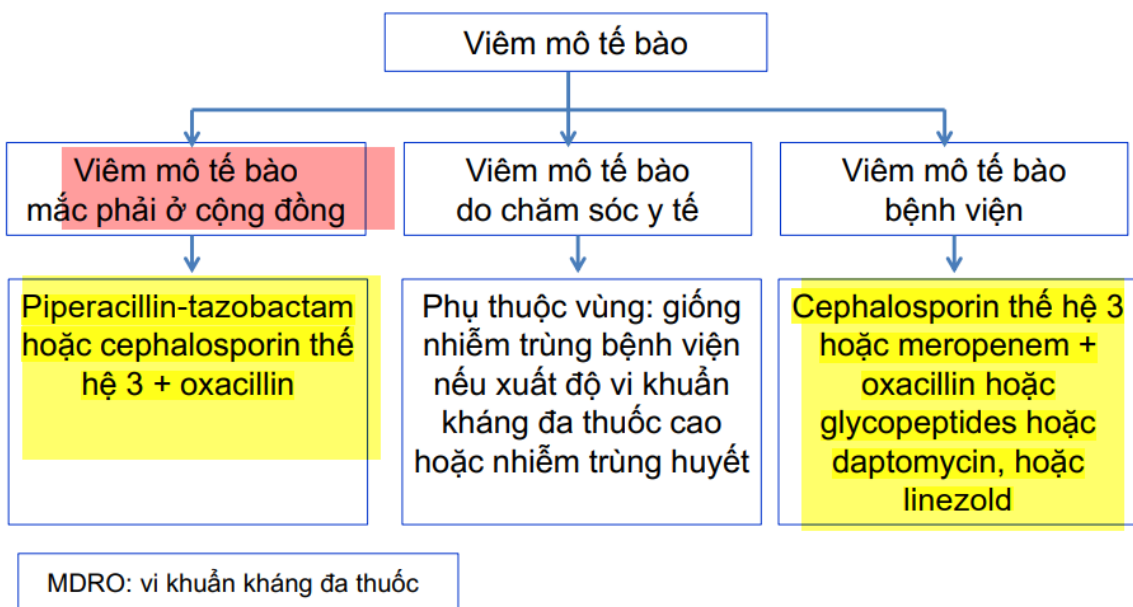 Viêm mô tế bào
Viêm mô tế bào
mắc phải ở cộng đồng
Viêm mô tế bào
do chăm sóc y tế
Viêm mô tế bào
bệnh viện
Piperacillin-tazobactam
hoặc cephalosporin thế
hệ 3 + oxacillin
Phụ thuộc vùng: giống
nhiễm trùng bệnh viện
nếu xuất độ vi khuẩn
kháng đa thuốc cao
hoặc nhiễm trùng huyết
Cephalosporin thế hệ 3
hoặc meropenem +
oxacillin hoặc
glycopeptides hoặc
daptomycin, hoặc
linezold
MDRO: vi khuẩn kháng đa thuốc